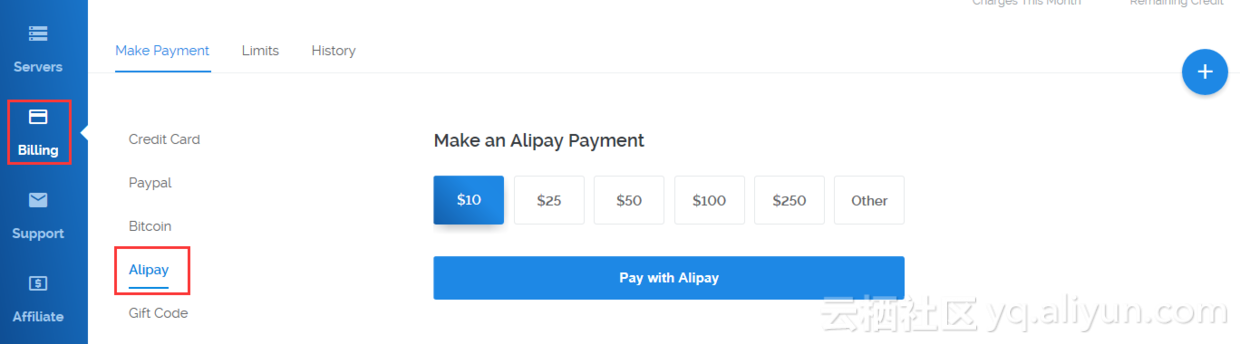 Charges This Month
Remaining Credit
Make Payment
Limits
History
Servers
Billing
Support
Affiliate
Credit Card
Paypal
Bitcoin
Alipay
Gift Code
Make an Alipay Payment
$10
$25
$50
$100
$250
Other
Pay with Alipay
云栖社区 yq.aliyun.com